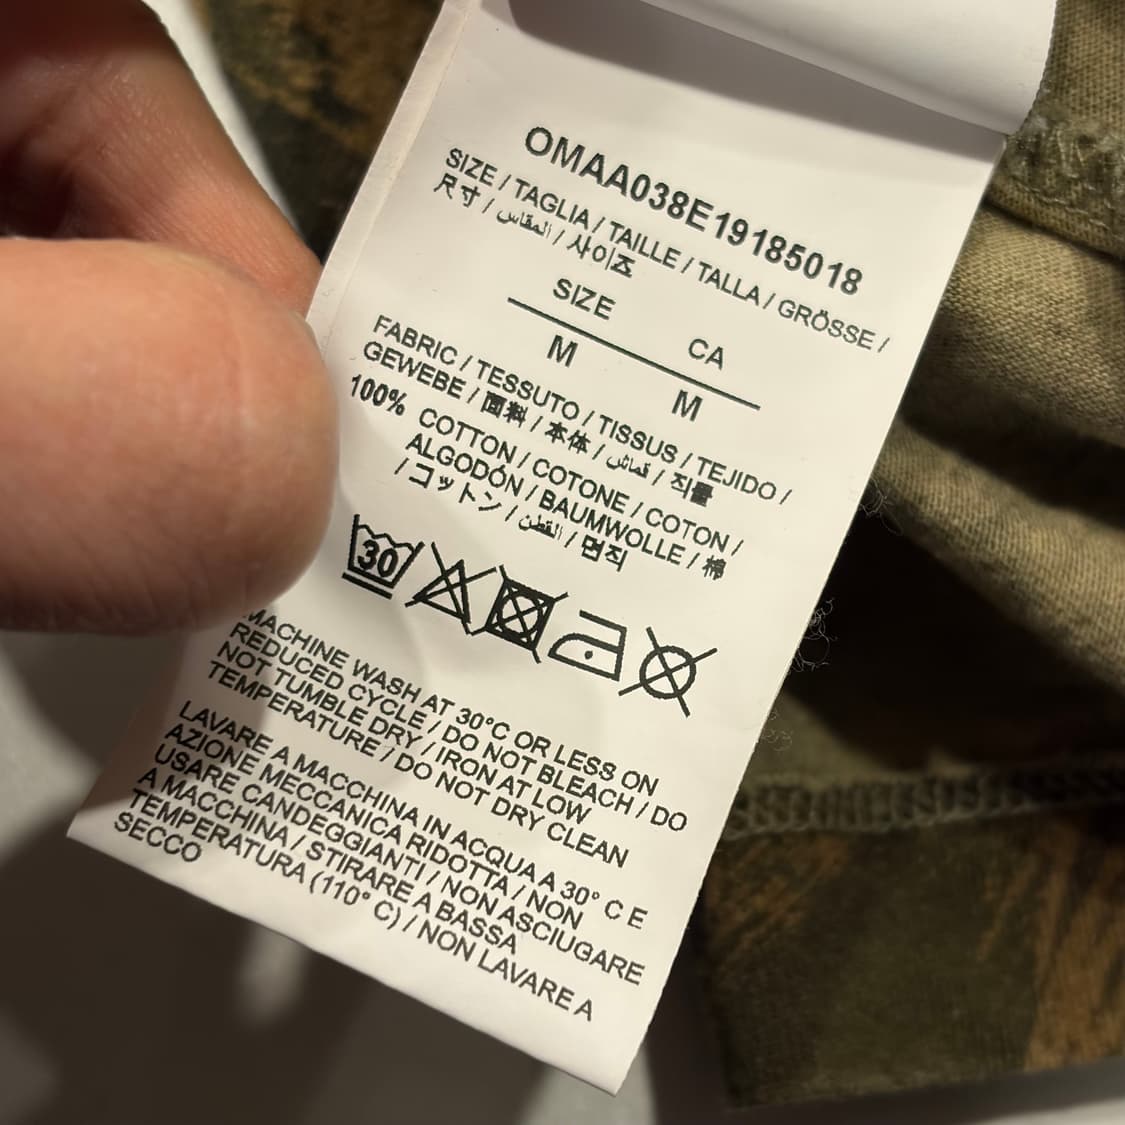 OMAA038E19185018
SIZE / TAGLIA / TAILLE / TALLA / GRÖSSE /
尺寸 / المقاس / 사이즈
SIZE CA
M M
FABRIC / TESSUTO / TISSUS / TEJIDO /
GEWEBE / 面料 / 本体 / قماش / 직물
100% COTTON / COTONE / COTON /
ALGODÓN / BAUMWOLLE / 棉
/ コットン / القطن / 면직
30
MACHINE WASH AT 30°C OR LESS ON
REDUCED CYCLE / DO NOT BLEACH / DO
NOT TUMBLE DRY / IRON AT LOW
TEMPERATURE / DO NOT DRY CLEAN
LAVARE A MACCHINA IN ACQUA A 30° C E
AZIONE MECCANICA RIDOTTA / NON
USARE CANDEGGIANTI / NON ASCIUGARE
A MACCHINA / STIRARE A BASSA
TEMPERATURA (110° C) / NON LAVARE A
SECCO